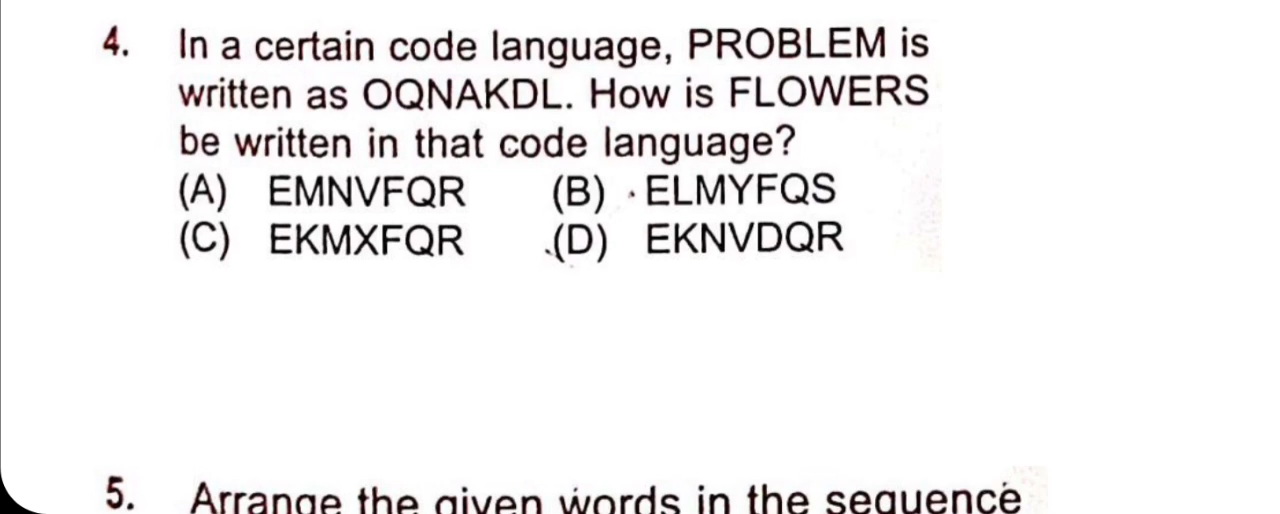 4. In a certain code language, PROBLEM is
written as OQNAKDL. How is FLOWERS
be written in that code language?
(A) EMNVFQR (B) ELMYFQS
(C) EKMXFQR (D) EKNVDQR
5. Arrange the given words in the sequence